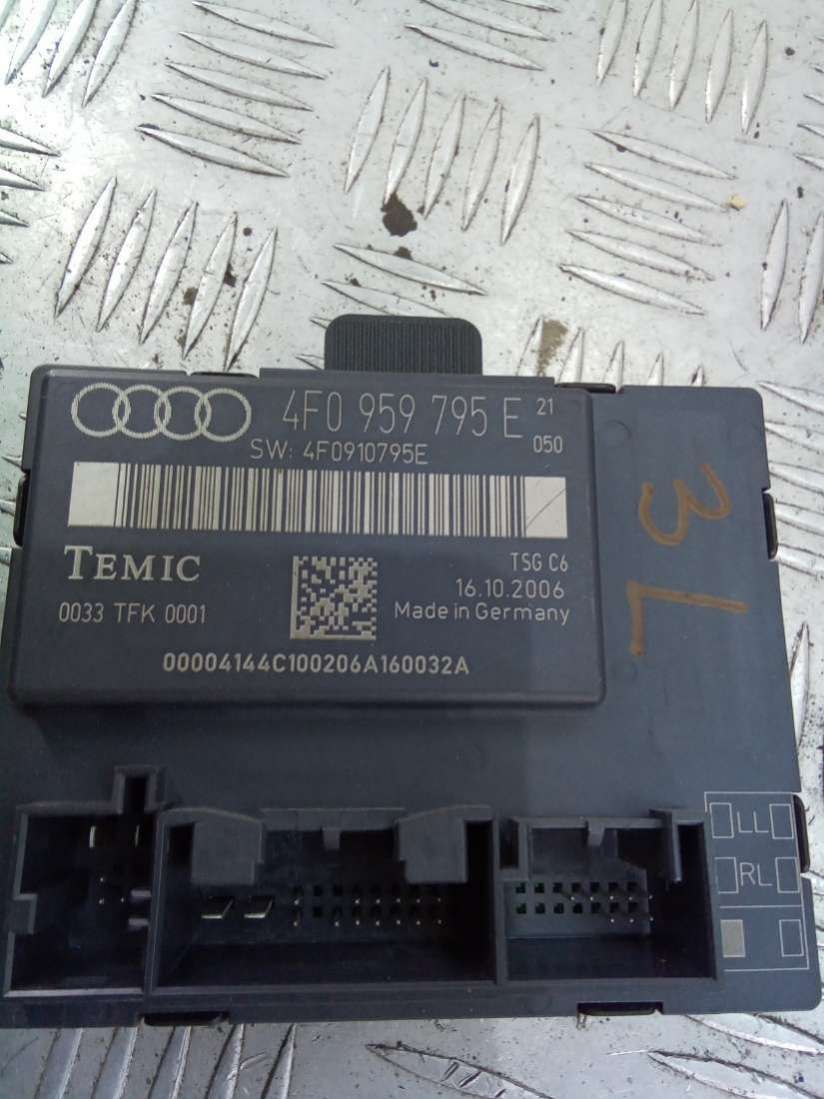 4F0 959 795 E 21
050
SW: 4F0910795E
TEMIC
TSG C6
16.10.2006
0033 TFK 0001
Made in Germany
00004144C100206A160032A
3L
LL
RL